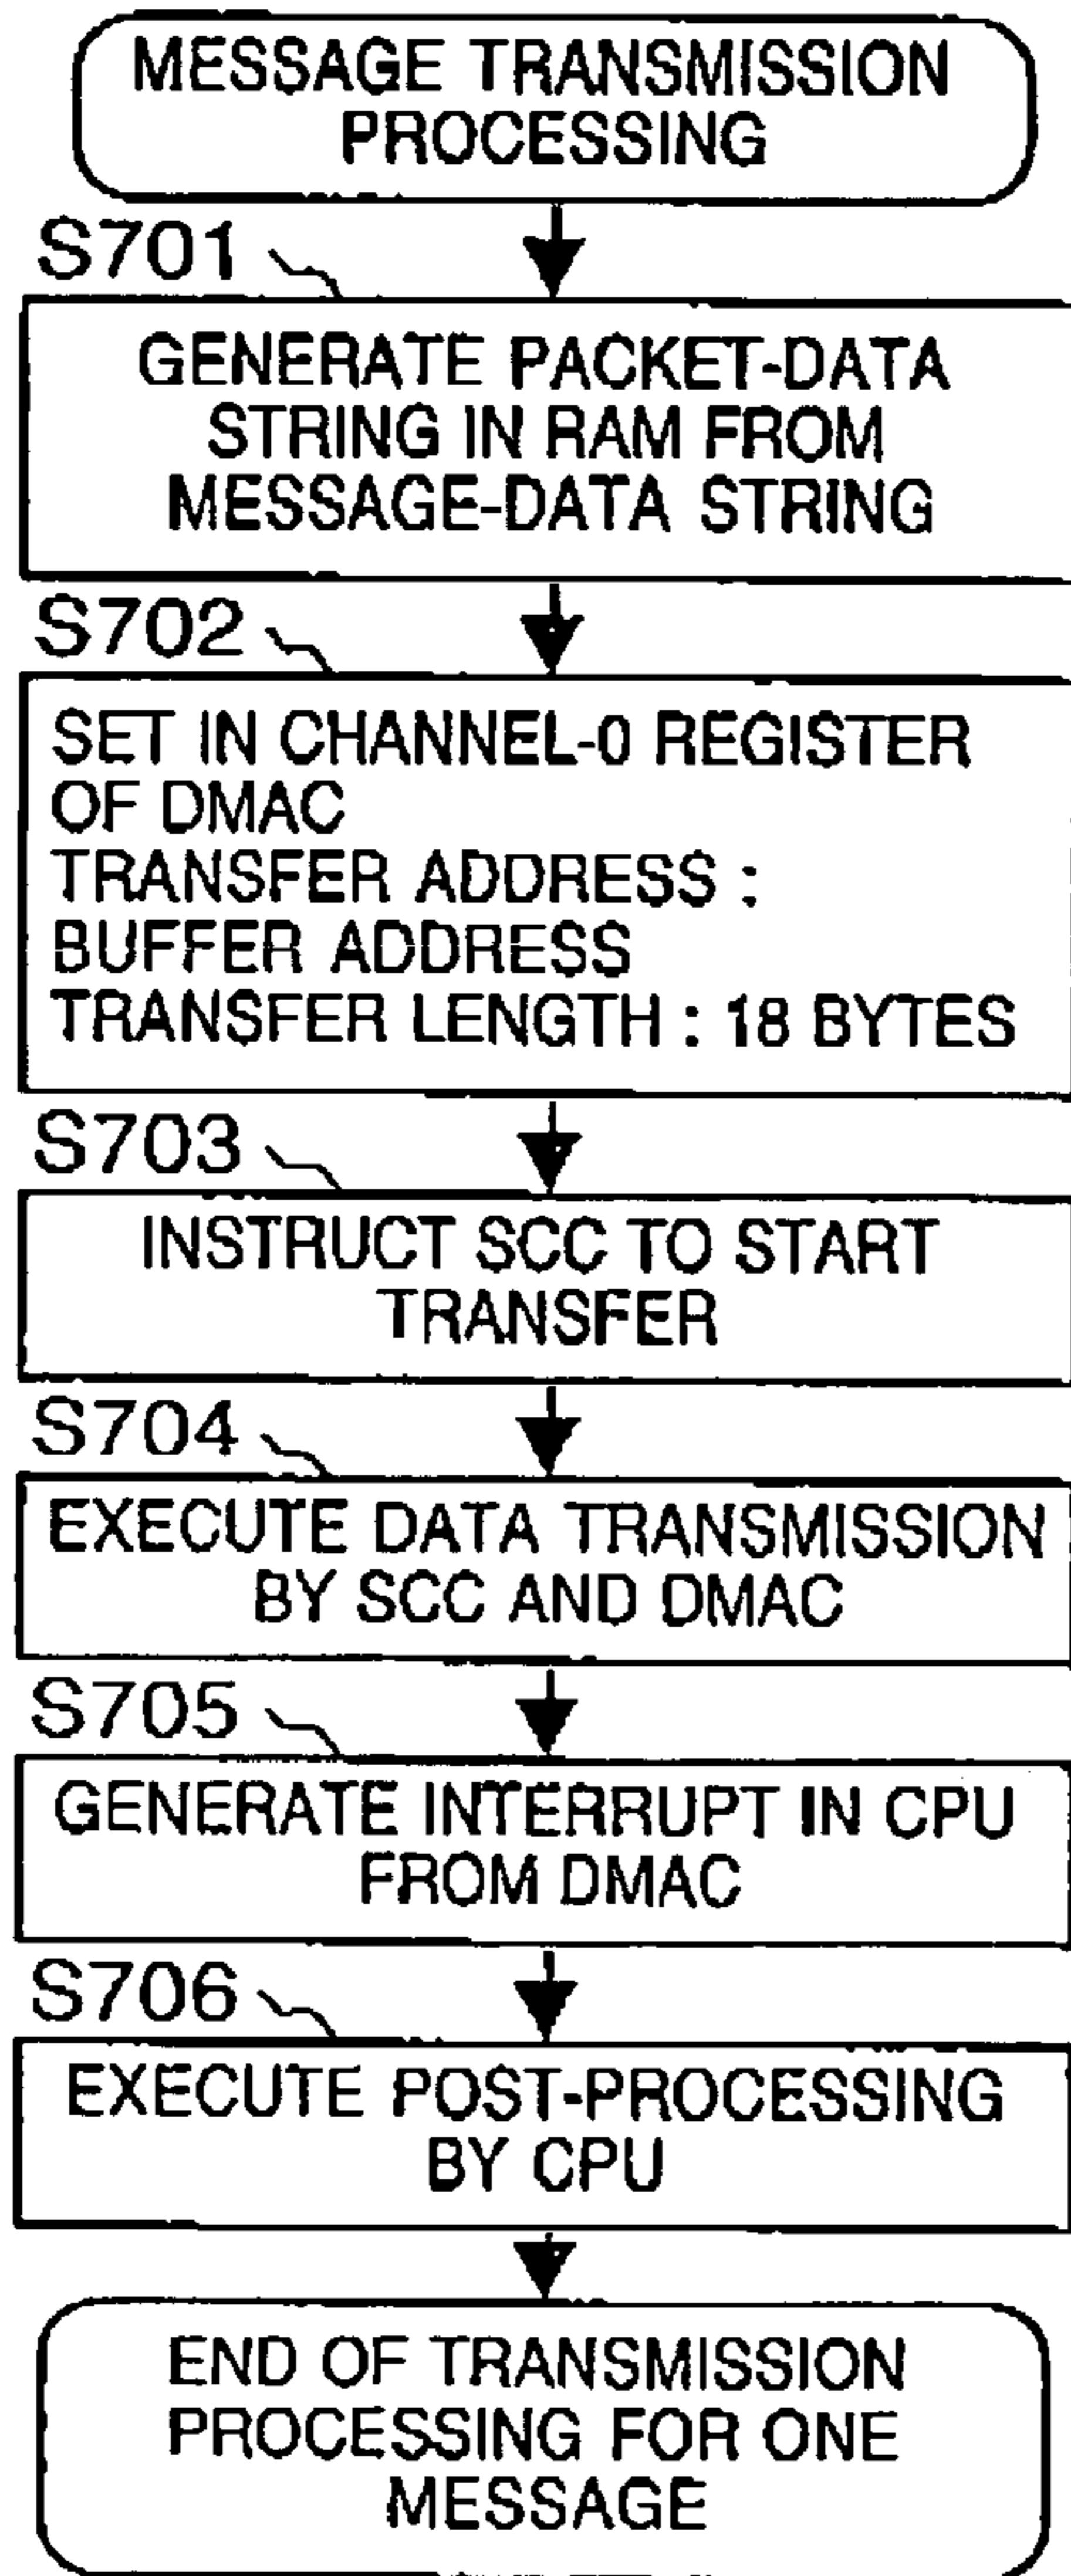 MESSAGE TRANSMISSION
PROCESSING
S701
GENERATE PACKET-DATA
STRING IN RAM FROM
MESSAGE-DATA STRING
S702
SET IN CHANNEL-0 REGISTER
OF DMAC
TRANSFER ADDRESS :
BUFFER ADDRESS
TRANSFER LENGTH : 18 BYTES
S703
INSTRUCT SCC TO START
TRANSFER
S704
EXECUTE DATA TRANSMISSION
BY SCC AND DMAC
S705
GENERATE INTERRUPT IN CPU
FROM DMAC
S706
EXECUTE POST-PROCESSING
BY CPU
END OF TRANSMISSION
PROCESSING FOR ONE
MESSAGE